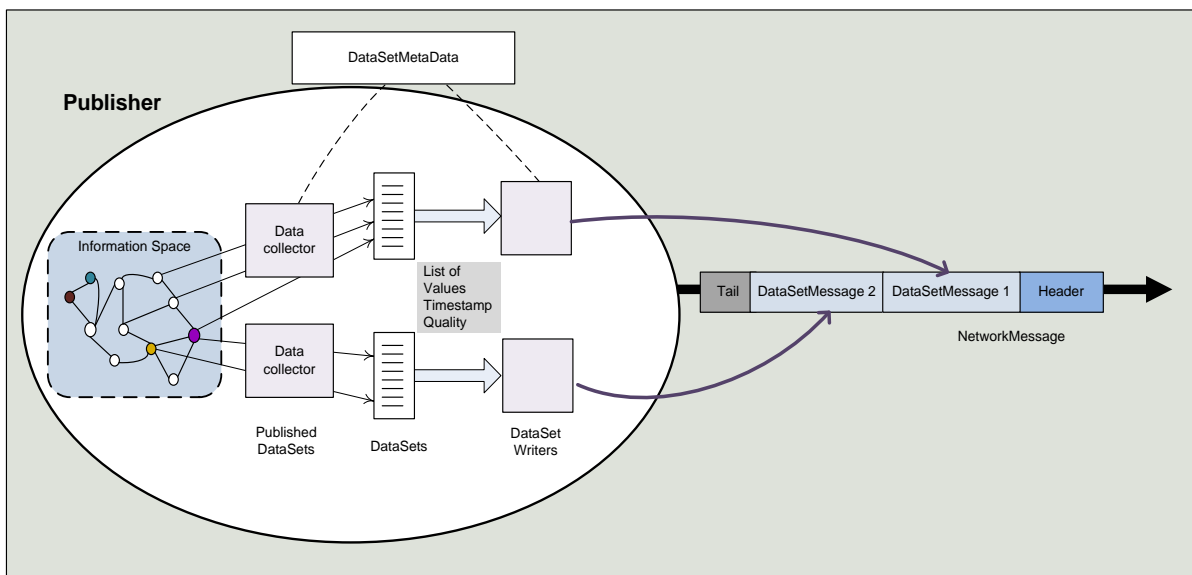 DataSetMetaData
Publisher
Information Space
Data
collector
List of
Values
Timestamp
Quality
Data
collector
Published
DataSets
DataSets
DataSet
Writers
Tail
DataSetMessage 2
DataSetMessage 1
Header
NetworkMessage